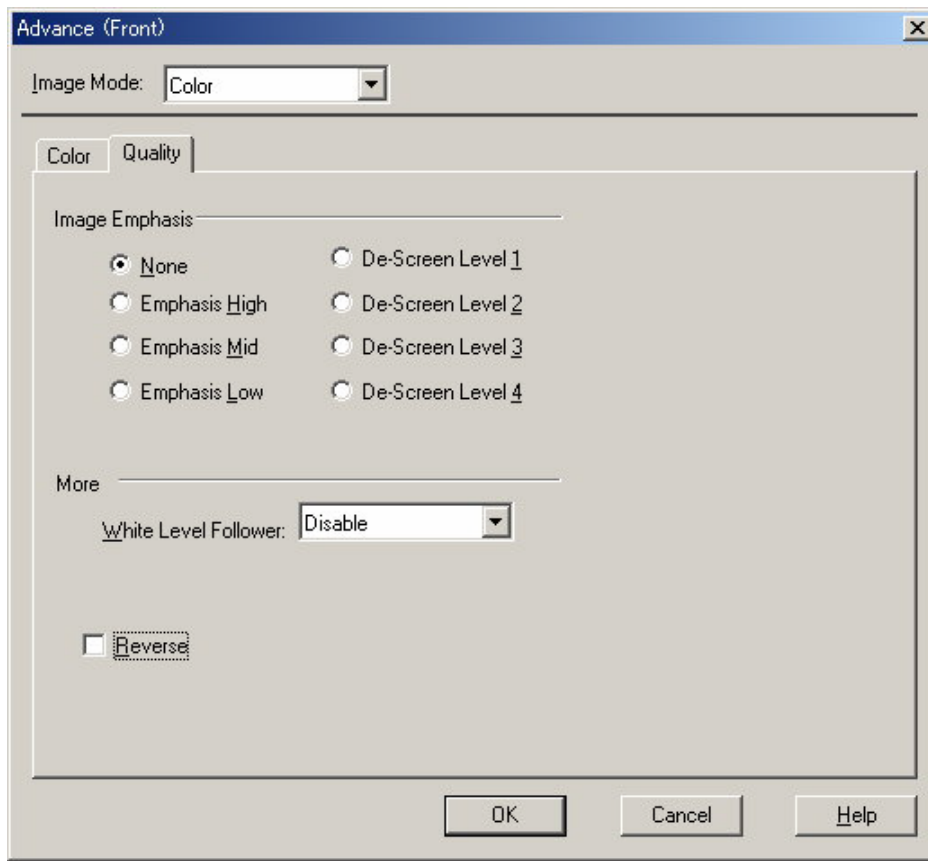 Advance (Front)
Image Mode: Color
Color Quality
Image Emphasis
None De-Screen Level 1
Emphasis High De-Screen Level 2
Emphasis Mid De-Screen Level 3
Emphasis Low De-Screen Level 4
More
White Level Follower: Disable
Reverse
OK Cancel Help